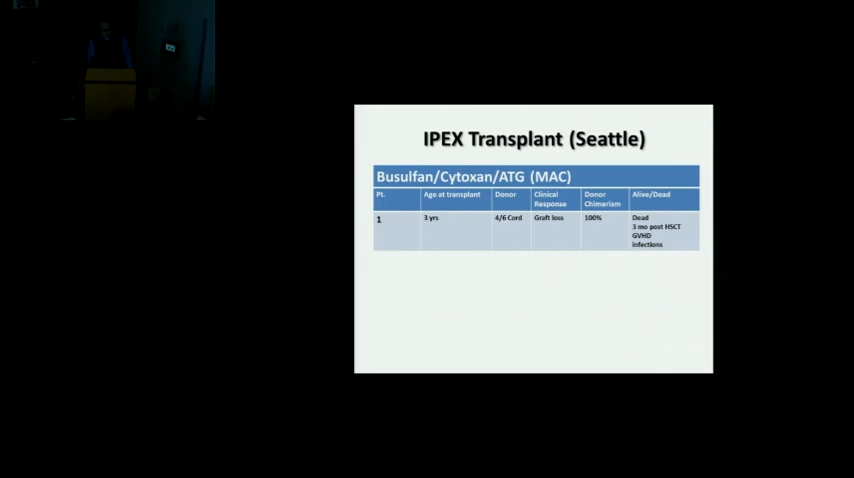 IPEX Transplant (Seattle)
Busulfan/Cytoxan/ATG (MAC)
Pt. Age at transplant Donor Clinical Response Donor Chimerism Alive/Dead
1 3 yrs 4/6 Cord Graft loss 100% Dead
3 mo post HSCT
GVHD
infections